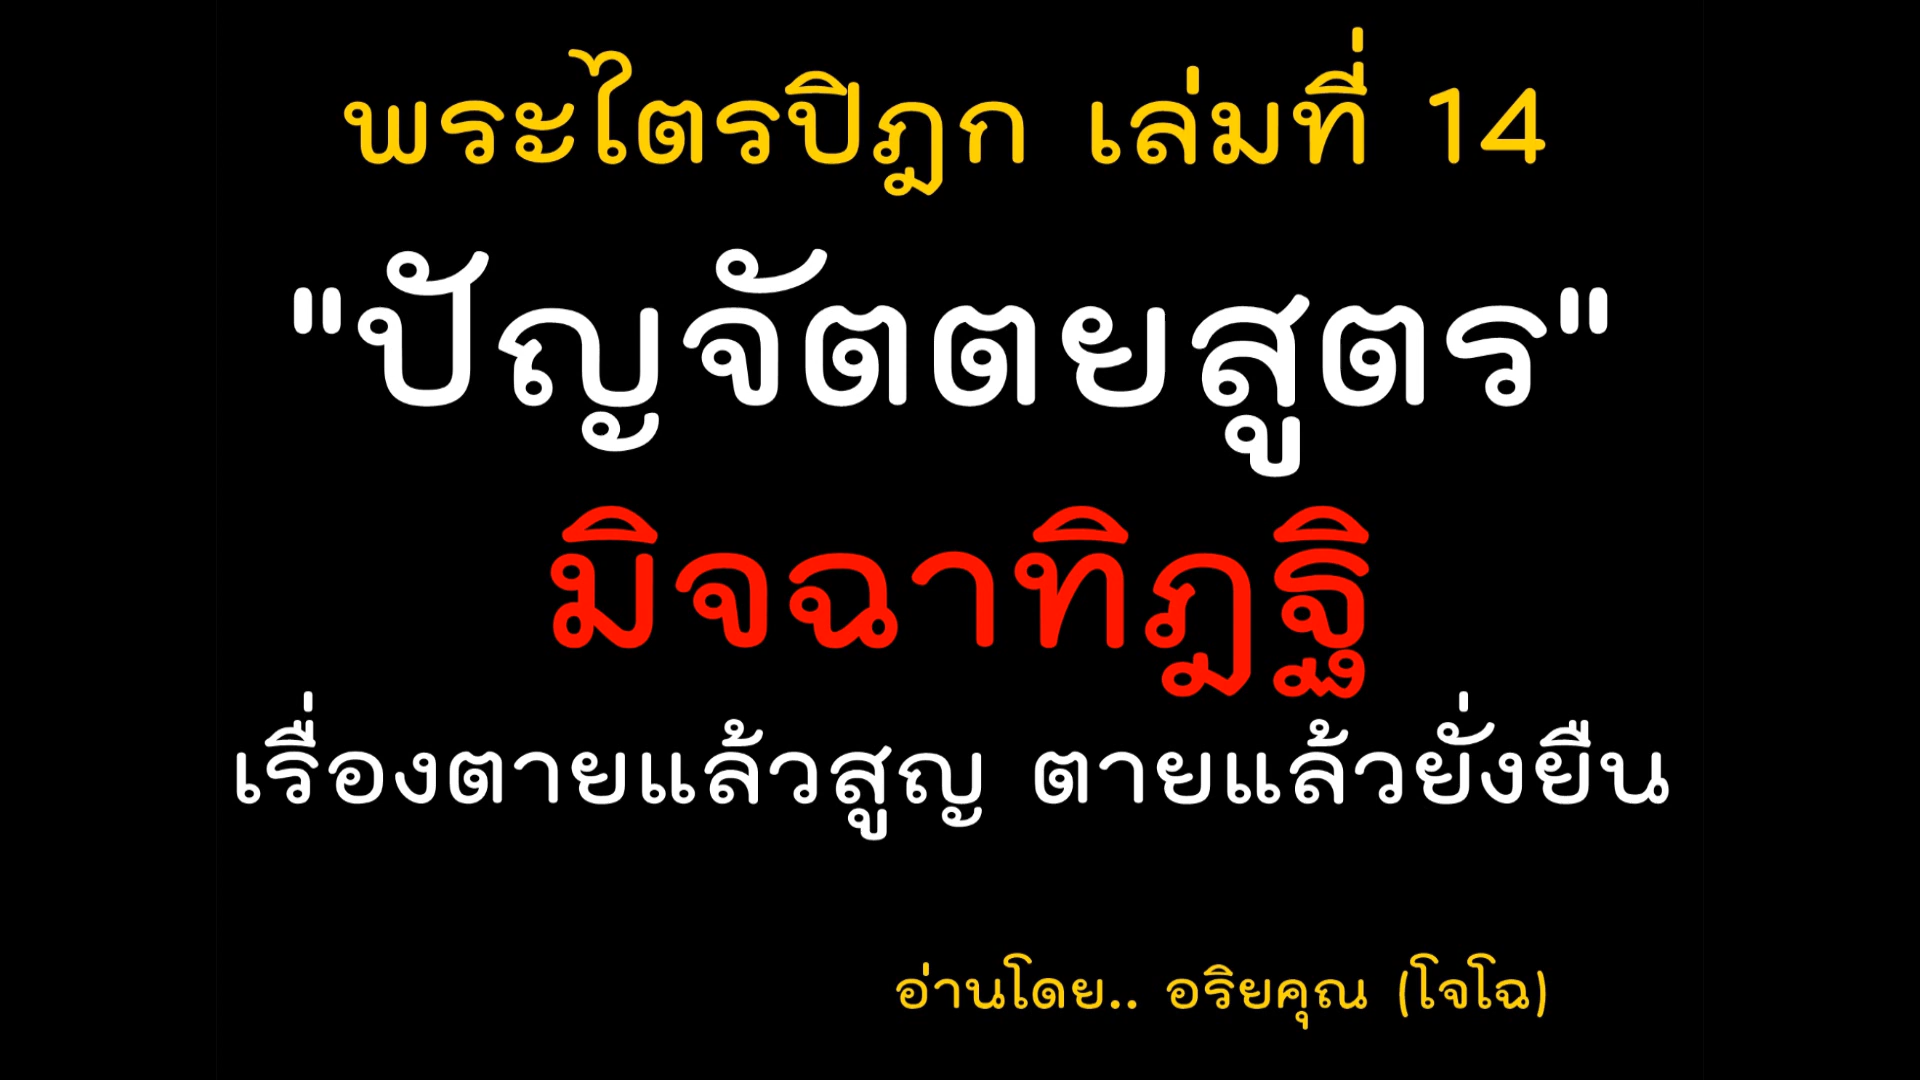 พระไตรปิฎก เล่มที่ 14
"ปัญจัตตยสูตร"
มิจฉาทิฎฐิ
เรื่องตายแล้วสูญ ตายแล้วยั่งยืน
อ่านโดย.. อริยคุณ (โจโฉ)